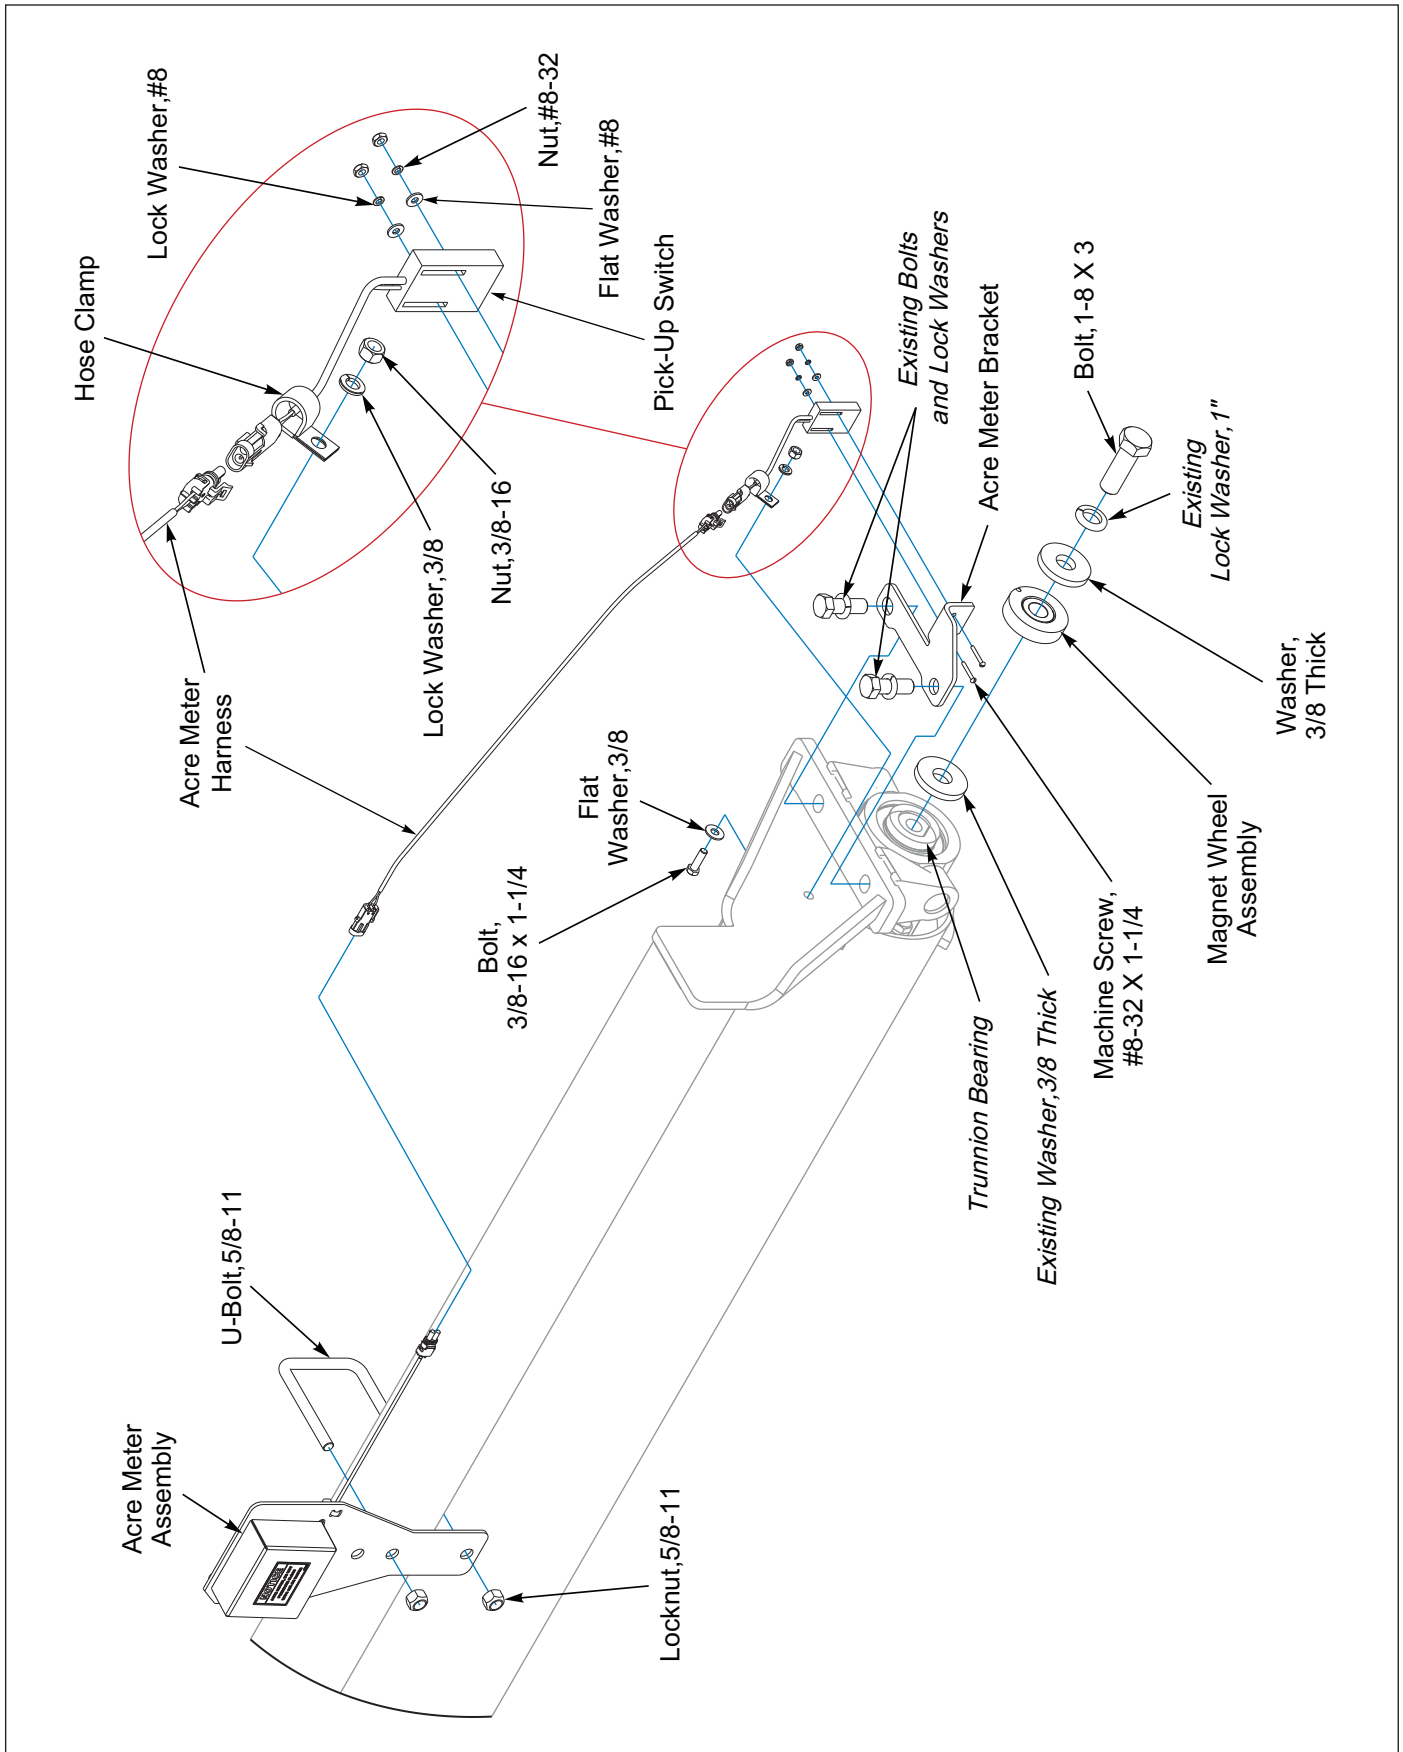 Acre Meter
Assembly
U-Bolt,5/8-11
Locknut,5/8-11
Acre Meter
Harness
Hose Clamp
Lock Washer,#8
Nut,#8-32
Flat Washer,#8
Pick-Up Switch
Lock Washer,3/8
Nut,3/8-16
Bolt,
3/8-16 x 1-1/4
Flat
Washer,3/8
Existing Bolts
and Lock Washers
Acre Meter Bracket
Bolt,1-8 X 3
Existing
Lock Washer,1"
Washer,
3/8 Thick
Magnet Wheel
Assembly
Machine Screw,
#8-32 X 1-1/4
Existing Washer,3/8 Thick
Trunnion Bearing